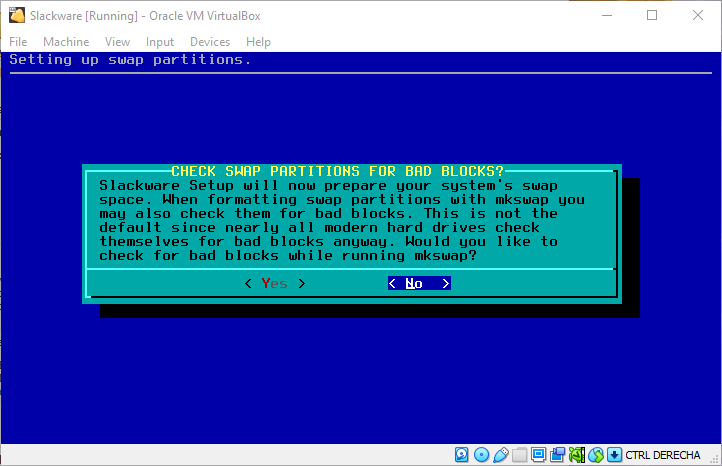 Slackware [Running] - Oracle VM VirtualBox
File Machine View Input Devices Help
Setting up swap partitions.
CHECK SWAP PARTITIONS FOR BAD BLOCKS?
Slackware Setup will now prepare your system's swap
space. When formatting swap partitions with mkswap you
may also check them for bad blocks. This is not the
default since nearly all modern hard drives check
themselves for bad blocks anyway. Would you like to
check for bad blocks while running mkswap?
< Yes > < No >
CTRL DERECHA